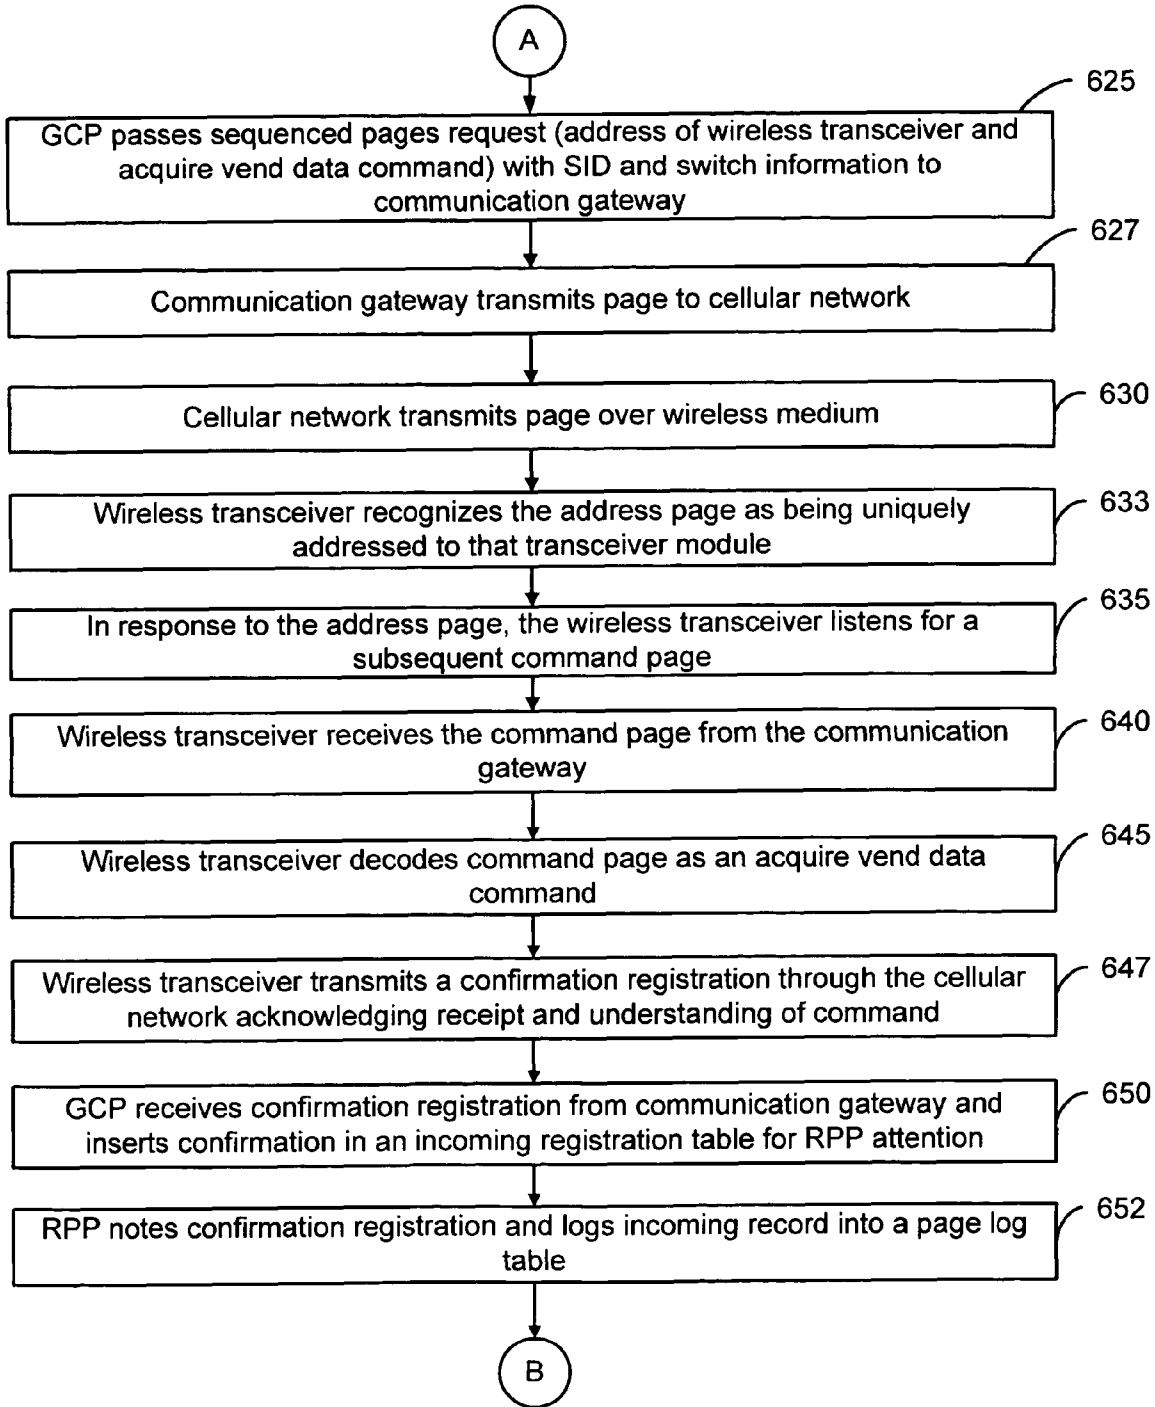 A
625
GCP passes sequenced pages request (address of wireless transceiver and
acquire vend data command) with SID and switch information to
communication gateway
627
Communication gateway transmits page to cellular network
630
Cellular network transmits page over wireless medium
633
Wireless transceiver recognizes the address page as being uniquely
addressed to that transceiver module
635
In response to the address page, the wireless transceiver listens for a
subsequent command page
640
Wireless transceiver receives the command page from the communication
gateway
645
Wireless transceiver decodes command page as an acquire vend data
command
647
Wireless transceiver transmits a confirmation registration through the cellular
network acknowledging receipt and understanding of command
650
GCP receives confirmation registration from communication gateway and
inserts confirmation in an incoming registration table for RPP attention
652
RPP notes confirmation registration and logs incoming record into a page log
table
B